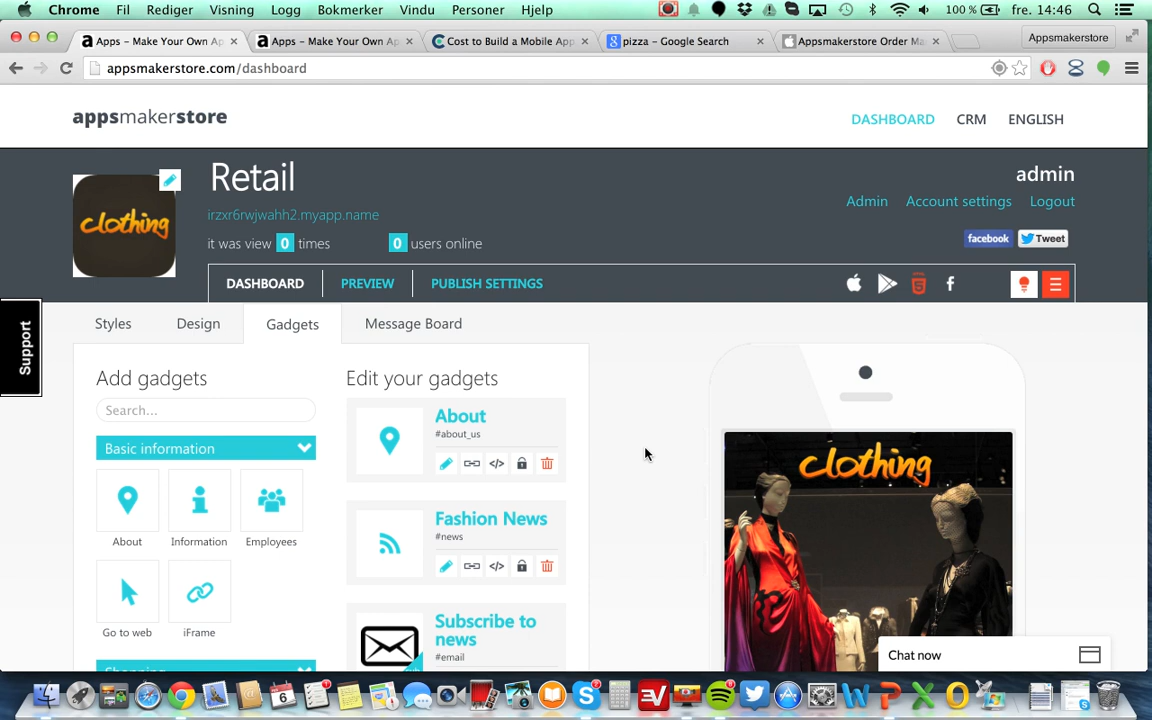 Chrome Fil Rediger Visning Logg Bokmerker Vindu Personer Hjelp 100 % fre. 14:46
Apps - Make Your Own Ap × Apps - Make Your Own Ap × Cost to Build a Mobile App × pizza – Google Search × Appsmakerstore Order Ma × Appsmakerstore
appsmakerstore.com/dashboard
appsmakerstore
DASHBOARD CRM ENGLISH
clothing
Retail
irzxr6rwjwahh2.myapp.name
it was view 0 times 0 users online
admin
Admin Account settings Logout
facebook Tweet
DASHBOARD PREVIEW PUBLISH SETTINGS
Support
Styles Design Gadgets Message Board
Add gadgets
Search...
Basic information
About Information Employees
Go to web iFrame
Shopping
Edit your gadgets
About
#about_us
Fashion News
#news
Subscribe to
news
#email
clothing
Chat now